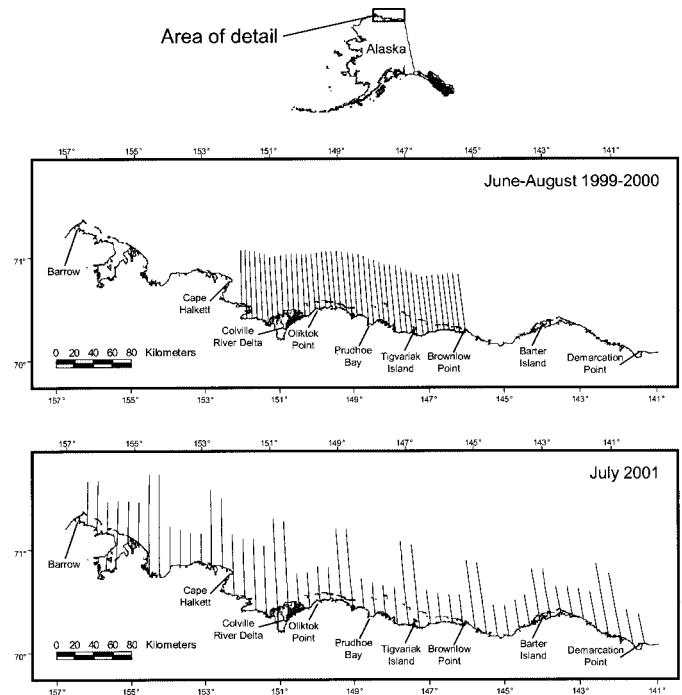 Area of detail
Alaska
157° 155° 153° 151° 149° 147° 145° 143° 141°
June-August 1999-2000
71°
Barrow
Cape
Halkett
Colville
River Delta
Oliktok
Point
Prudhoe
Bay
Tigvariak
Island
Brownlow
Point
Barter
Island
Demarcation
Point
0 20 40 60 80 Kilometers
70°
157° 155° 153° 151° 149° 147° 145° 143° 141°
157° 155° 153° 151° 149° 147° 145° 143° 141°
July 2001
71°
Barrow
Cape
Halkett
Colville
River Delta
Oliktok
Point
Prudhoe
Bay
Tigvariak
Island
Brownlow
Point
Barter
Island
Demarcation
Point
0 20 40 60 80 Kilometers
70°
157° 155° 153° 151° 149° 147° 145° 143° 141°